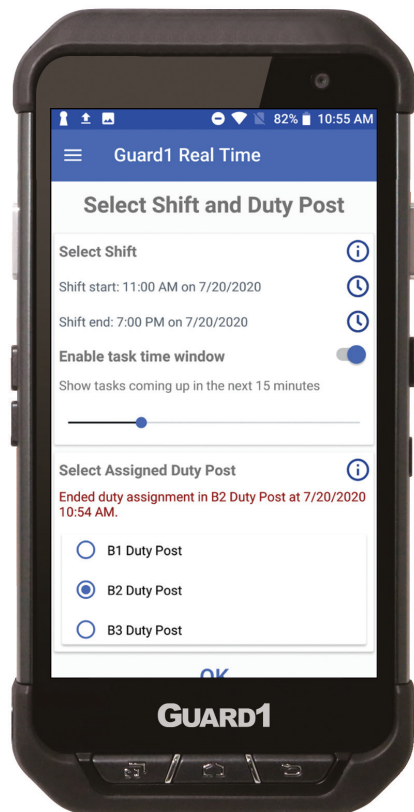 82% 10:55 AM
Guard1 Real Time
Select Shift and Duty Post
Select Shift
Shift start: 11:00 AM on 7/20/2020
Shift end: 7:00 PM on 7/20/2020
Enable task time window
Show tasks coming up in the next 15 minutes
Select Assigned Duty Post
Ended duty assignment in B2 Duty Post at 7/20/2020
10:54 AM.
B1 Duty Post
B2 Duty Post
B3 Duty Post
OK
GUARD1